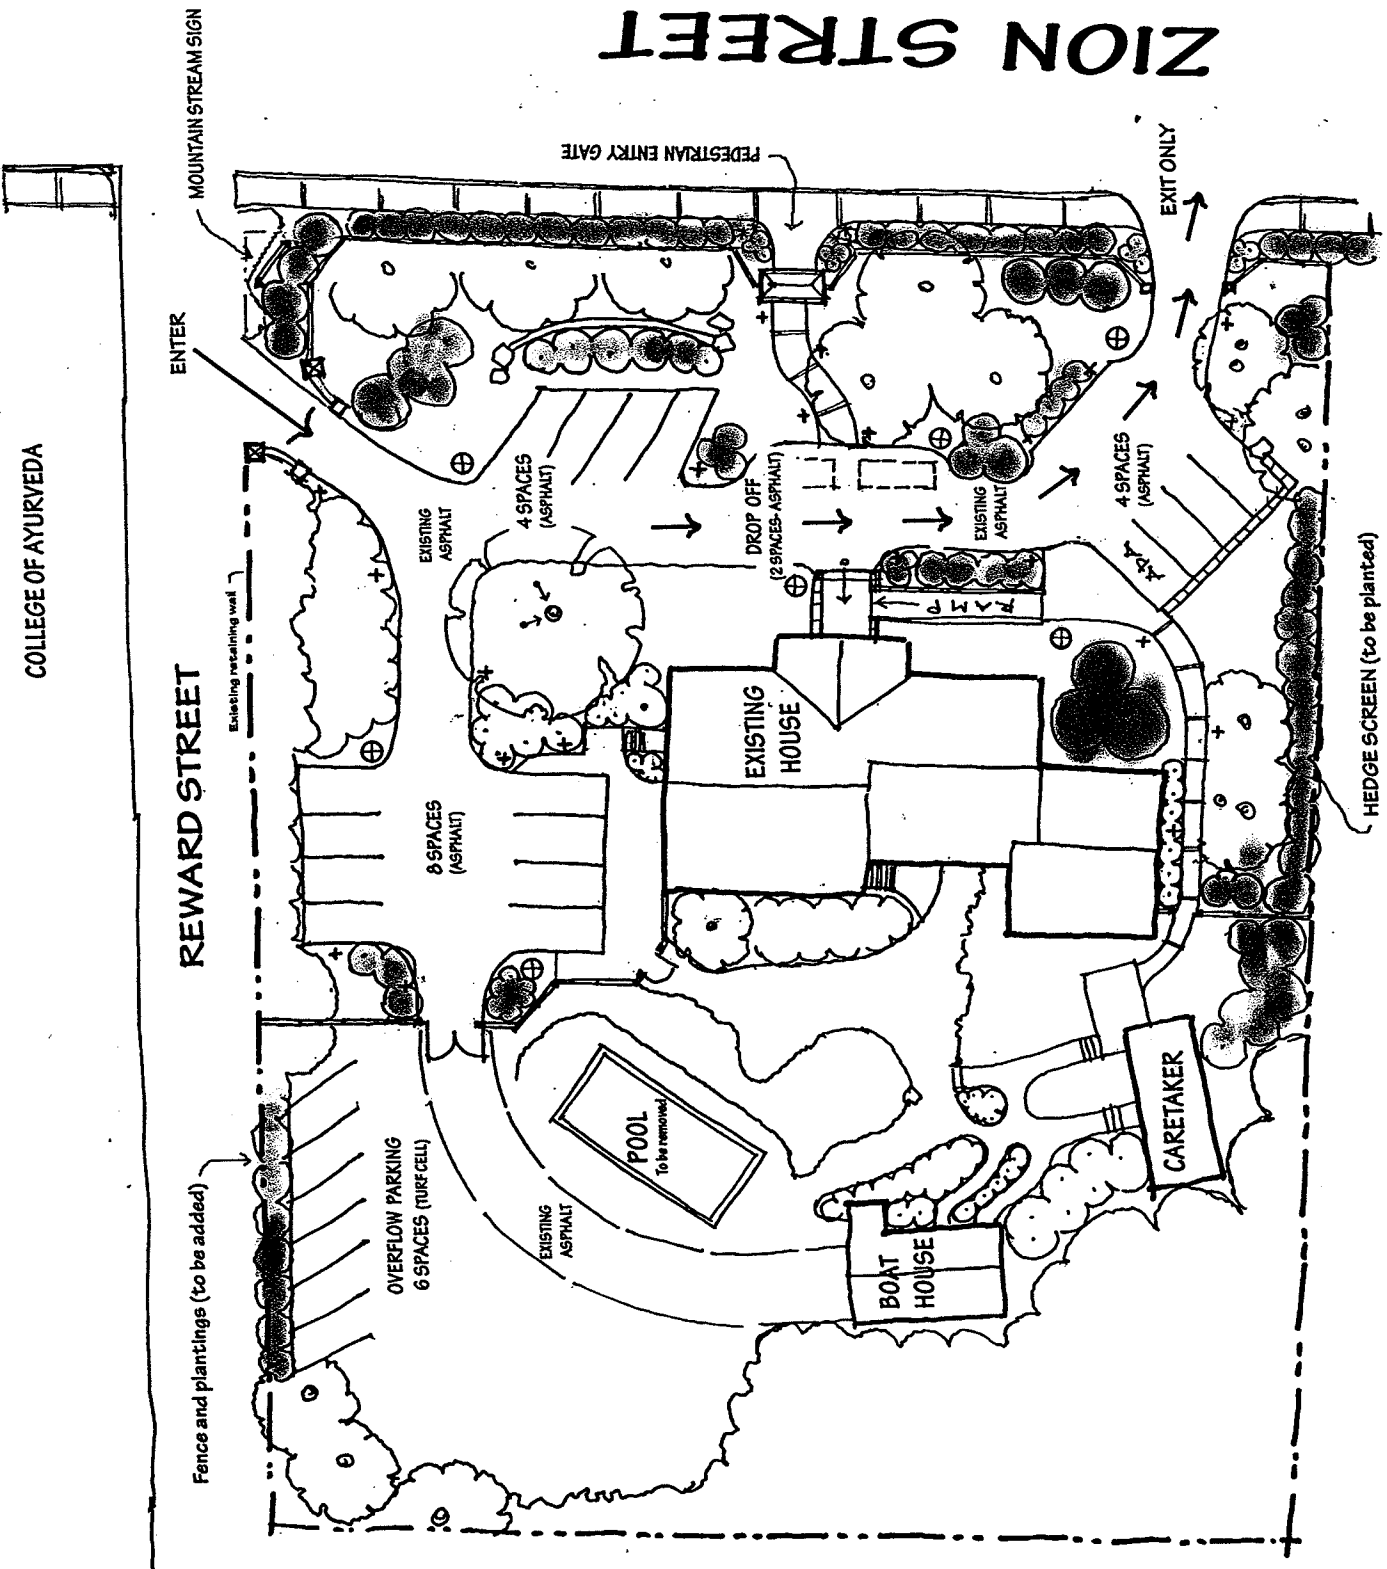 ZION STREET
MOUNTAIN STREAM SIGN
PEDESTRIAN ENTRY GATE
EXIT ONLY
ENTER
COLLEGE OF AYURVEDA
REWARD STREET
Existing retaining wall
EXISTING
ASPHALT
4 SPACES
(ASPHALT)
DROP OFF
(2 SPACES-ASPHALT)
EXISTING
ASPHALT
4 SPACES
(ASPHALT)
RAMP
EXISTING
HOUSE
8 SPACES
(ASPHALT)
HEDGE SCREEN (to be planted)
Fence and plantings (to be added)
OVERFLOW PARKING
6 SPACES (TURF CELL)
EXISTING
ASPHALT
POOL
To be removed
BOAT
HOUSE
CARETAKER